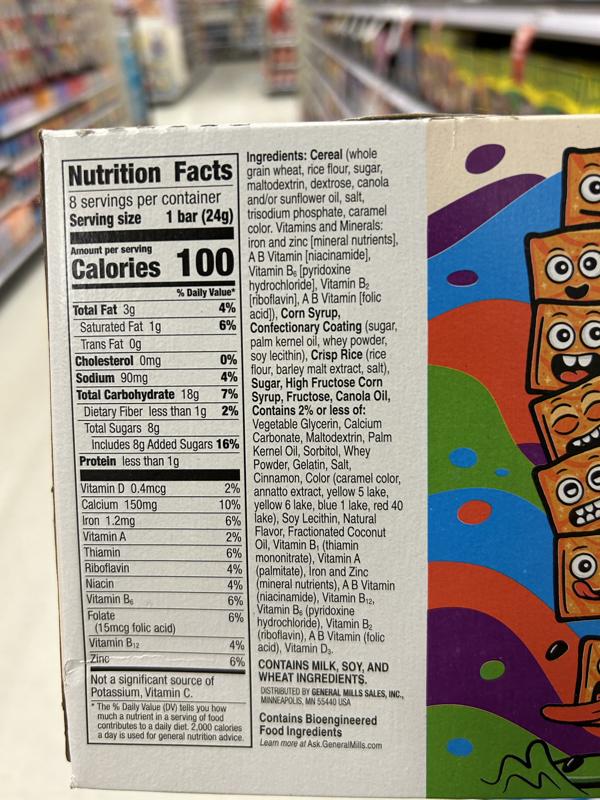 Nutrition Facts
8 servings per container
Serving size 1 bar (24g)
Amount per serving
Calories 100
% Daily Value*
Total Fat 3g 4%
Saturated Fat 1g 6%
Trans Fat 0g
Cholesterol 0mg 0%
Sodium 90mg 4%
Total Carbohydrate 18g 7%
Dietary Fiber less than 1g 2%
Total Sugars 8g
Includes 8g Added Sugars 16%
Protein less than 1g
Vitamin D 0.4mcg 2%
Calcium 150mg 10%
Iron 1.2mg 6%
Vitamin A 2%
Thiamin 6%
Riboflavin 4%
Niacin 4%
Vitamin B₆ 6%
Folate 6%
(15mcg folic acid)
Vitamin B₁₂ 4%
Zinc 6%
Not a significant source of
Potassium, Vitamin C.
* The % Daily Value (DV) tells you how
much a nutrient in a serving of food
contributes to a daily diet. 2,000 calories
a day is used for general nutrition advice.
Ingredients: Cereal (whole
grain wheat, rice flour, sugar,
maltodextrin, dextrose, canola
and/or sunflower oil, salt,
trisodium phosphate, caramel
color. Vitamins and Minerals:
iron and zinc [mineral nutrients],
A B Vitamin [niacinamide],
Vitamin B₆ [pyridoxine
hydrochloride], Vitamin B₂
[riboflavin], A B Vitamin [folic
acid]), Corn Syrup,
Confectionary Coating (sugar,
palm kernel oil, whey powder,
soy lecithin), Crisp Rice (rice
flour, barley malt extract, salt),
Sugar, High Fructose Corn
Syrup, Fructose, Canola Oil,
Contains 2% or less of:
Vegetable Glycerin, Calcium
Carbonate, Maltodextrin, Palm
Kernel Oil, Sorbitol, Whey
Powder, Gelatin, Salt,
Cinnamon, Color (caramel color,
annatto extract, yellow 5 lake,
yellow 6 lake, blue 1 lake, red 40
lake), Soy Lecithin, Natural
Flavor, Fractionated Coconut
Oil, Vitamin B₁ (thiamin
mononitrate), Vitamin A
(palmitate), Iron and Zinc
(mineral nutrients), A B Vitamin
(niacinamide), Vitamin B₁₂,
Vitamin B₆ (pyridoxine
hydrochloride), Vitamin B₂
(riboflavin), A B Vitamin (folic
acid), Vitamin D₃.
CONTAINS MILK, SOY, AND
WHEAT INGREDIENTS.
DISTRIBUTED BY GENERAL MILLS SALES, INC.,
MINNEAPOLIS, MN 55440 USA
Contains Bioengineered
Food Ingredients
Learn more at Ask.GeneralMills.com